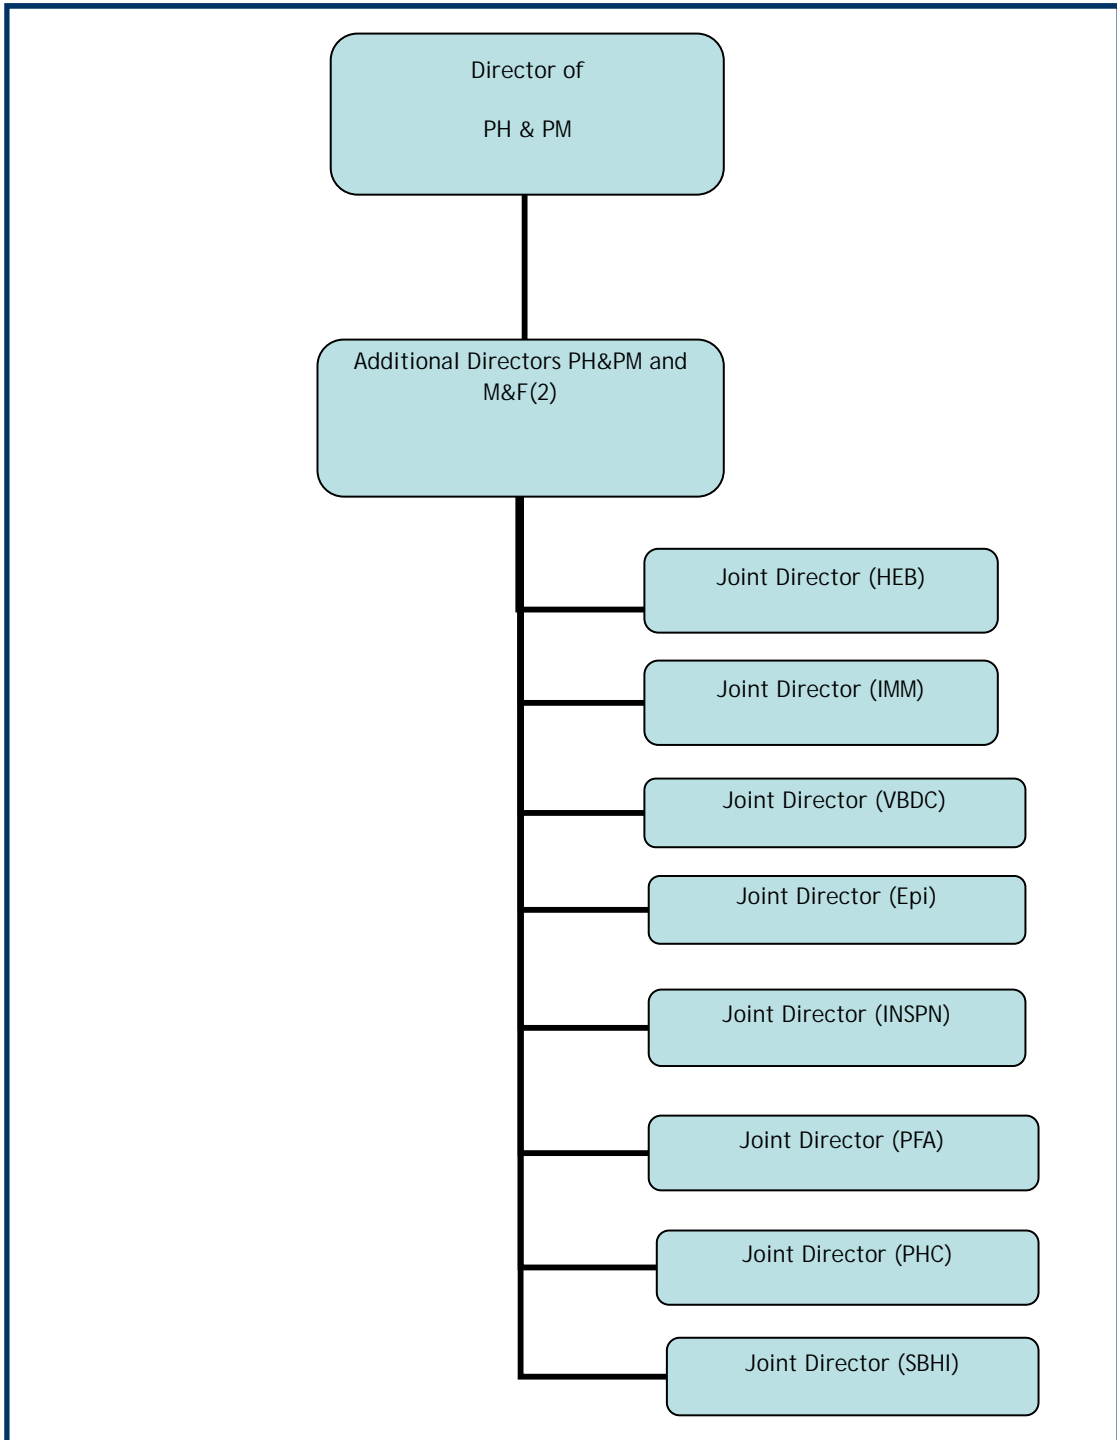 Director of
PH & PM
Additional Directors PH&PM and
M&F(2)
Joint Director (HEB)
Joint Director (IMM)
Joint Director (VBDC)
Joint Director (Epi)
Joint Director (INSPN)
Joint Director (PFA)
Joint Director (PHC)
Joint Director (SBHI)